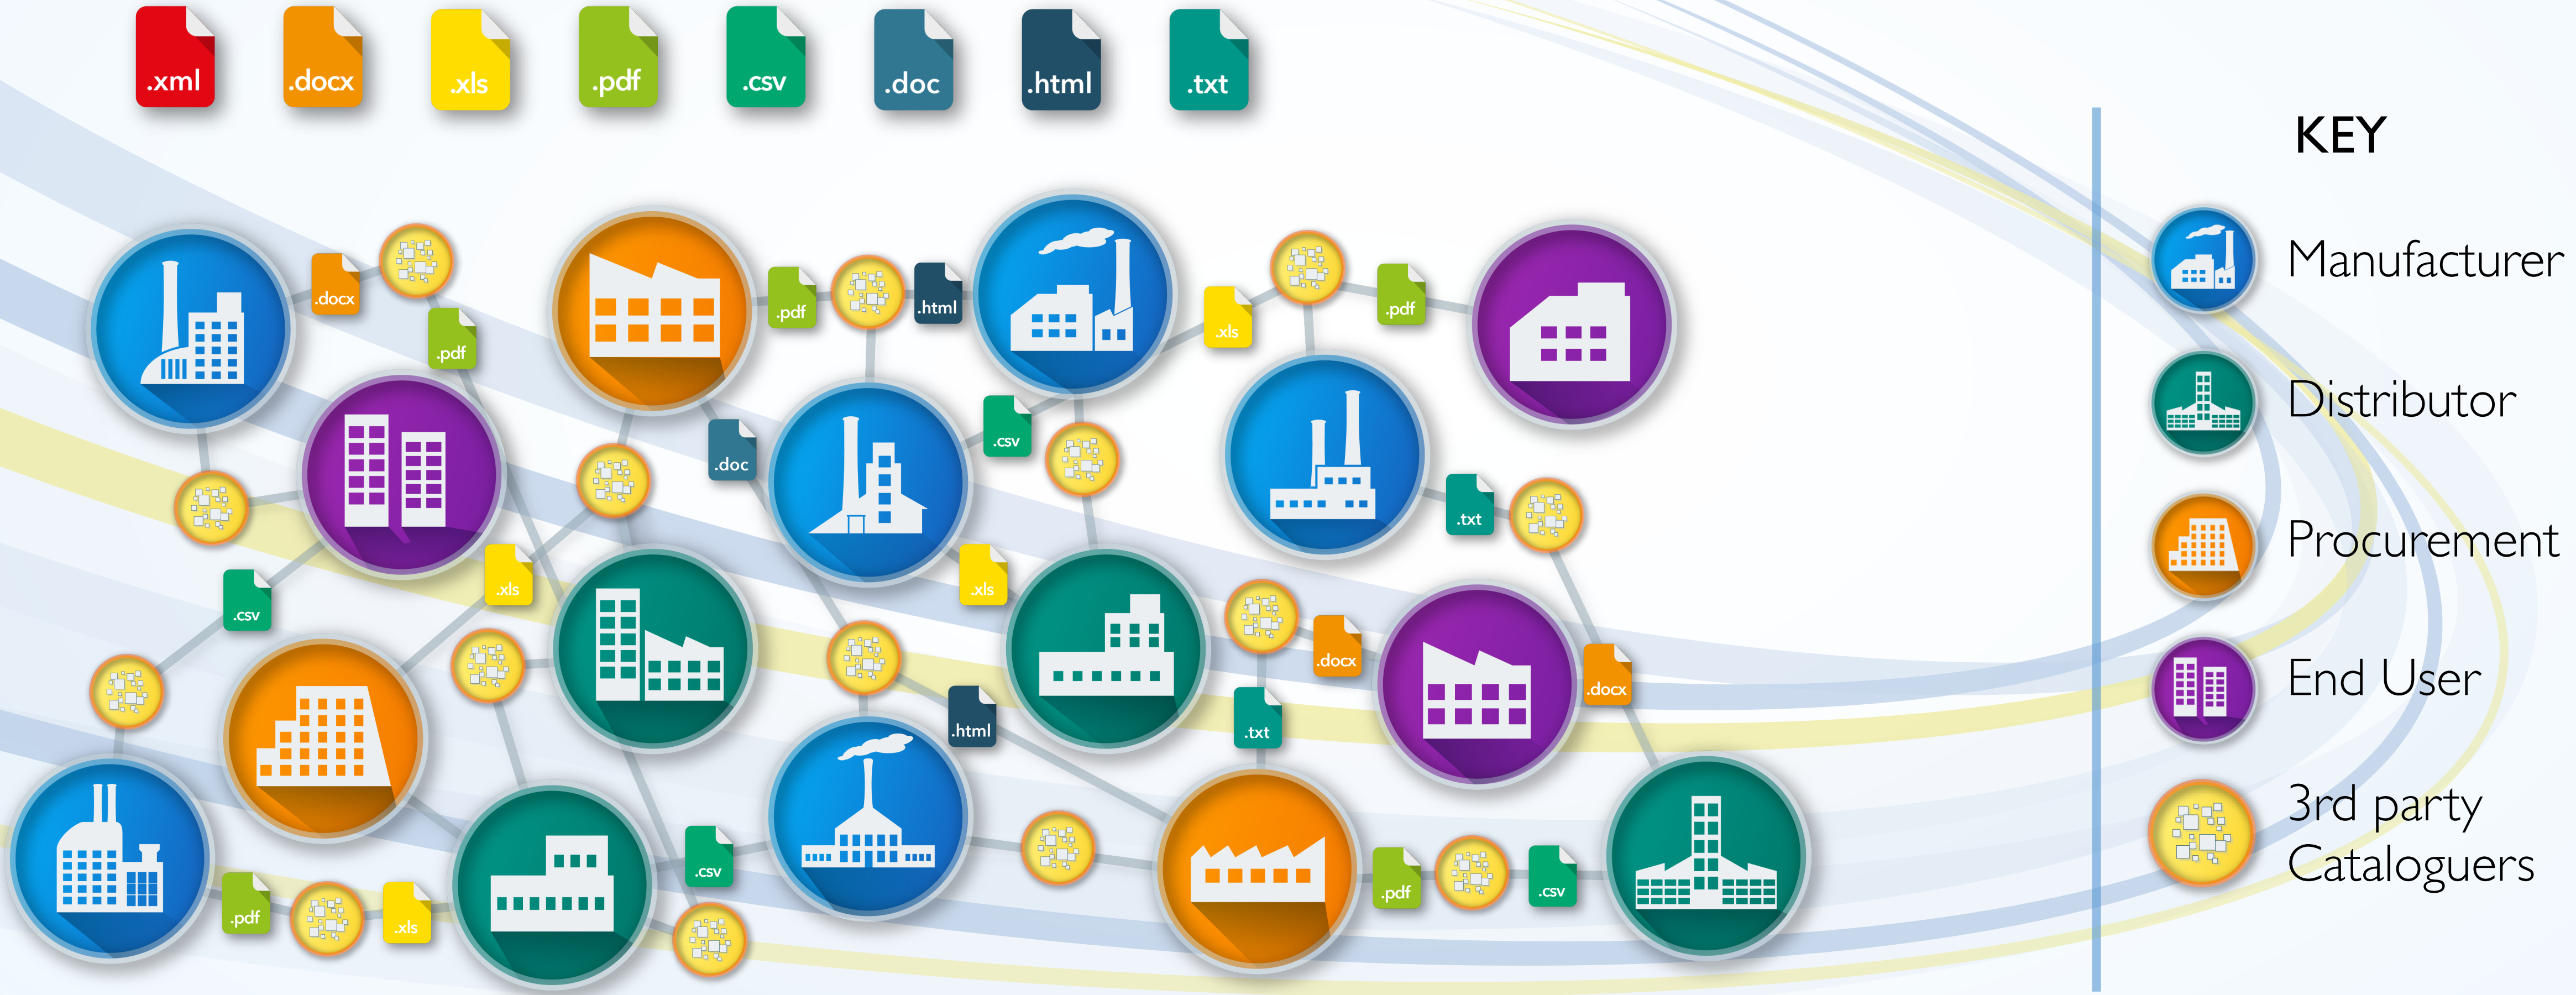 .xml
.docx
.xls
.pdf
.csv
.doc
.html
.txt
KEY
Manufacturer
Distributor
Procurement
End User
3rd party
Cataloguers
.docx
.pdf
.pdf
.html
.xls
.pdf
.csv
.doc
.txt
.csv
.xls
.xls
.docx
.docx
.html
.txt
.csv
.pdf
.xls
.pdf
.csv